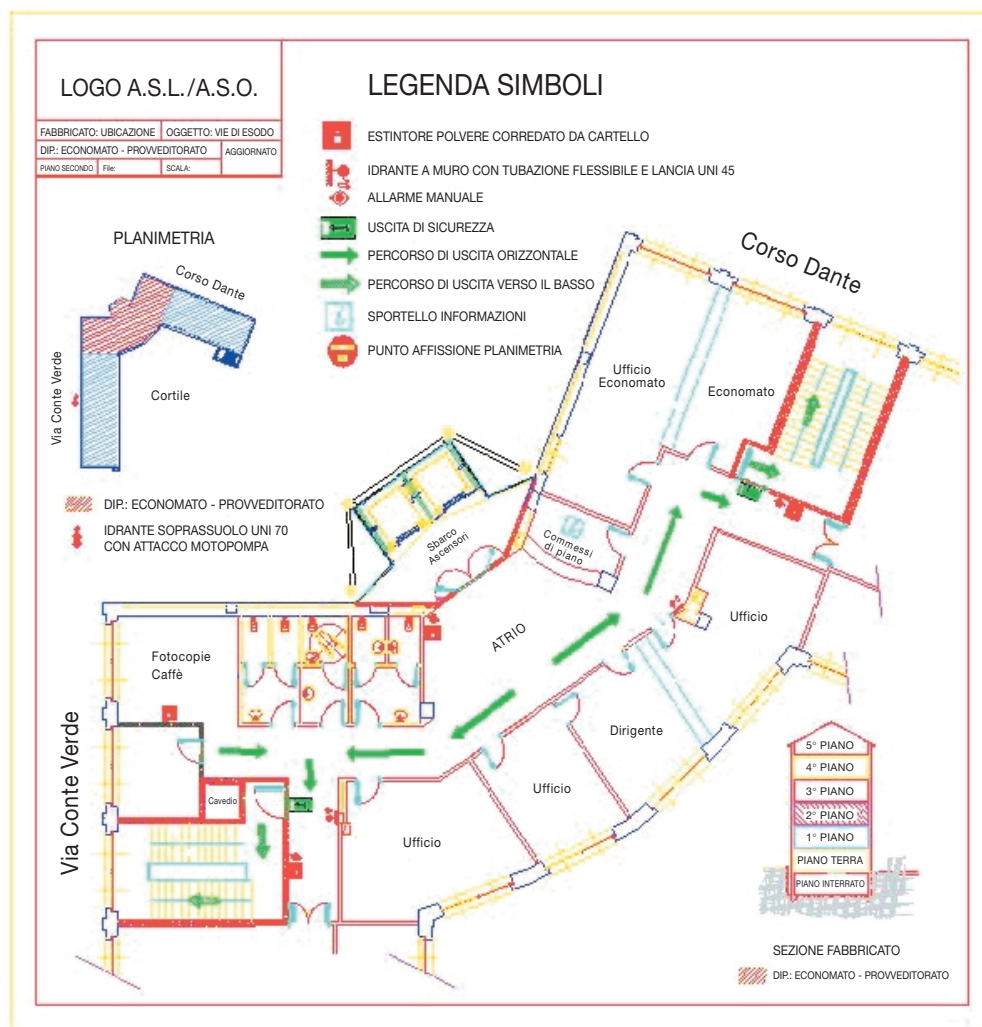 LOGO A.S.L./A.S.O.
FABBRICATO: UBICAZIONE
OGGETTO: VIE DI ESODO
DIP.: ECONOMATO - PROVVEDITORATO
AGGIORNATO
PIANO SECONDO
File:
SCALA:
LEGENDA SIMBOLI
ESTINTORE POLVERE CORREDATO DA CARTELLO
IDRANTE A MURO CON TUBAZIONE FLESSIBILE E LANCIA UNI 45
ALLARME MANUALE
USCITA DI SICUREZZA
PERCORSO DI USCITA ORIZZONTALE
PERCORSO DI USCITA VERSO IL BASSO
SPORTELLO INFORMAZIONI
PUNTO AFFISSIONE PLANIMETRIA
PLANIMETRIA
Corso Dante
Via Conte Verde
Cortile
DIP.: ECONOMATO - PROVVEDITORATO
IDRANTE SOPRASSUOLO UNI 70
CON ATTACCO MOTOPOMPA
Corso Dante
Ufficio
Economato
Economato
Commessi
di piano
Sbarco
Ascensori
ATRIO
Ufficio
Fotocopie
Caffè
Dirigente
Ufficio
Cavedio
Ufficio
Via Conte Verde
5° PIANO
4° PIANO
3° PIANO
2° PIANO
1° PIANO
PIANO TERRA
PIANO INTERRATO
SEZIONE FABBRICATO
DIP.: ECONOMATO - PROVVEDITORATO